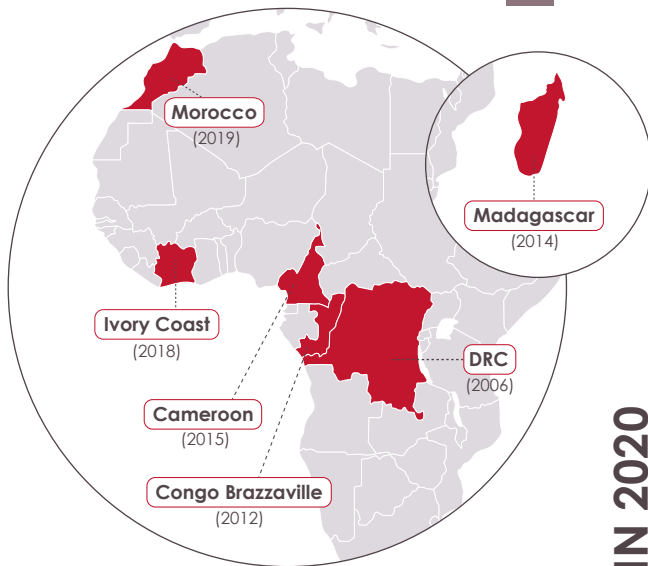 Morocco
(2019)
Madagascar
(2014)
Ivory Coast
(2018)
DRC
(2006)
Cameroon
(2015)
Congo Brazzaville
(2012)
IN 2020